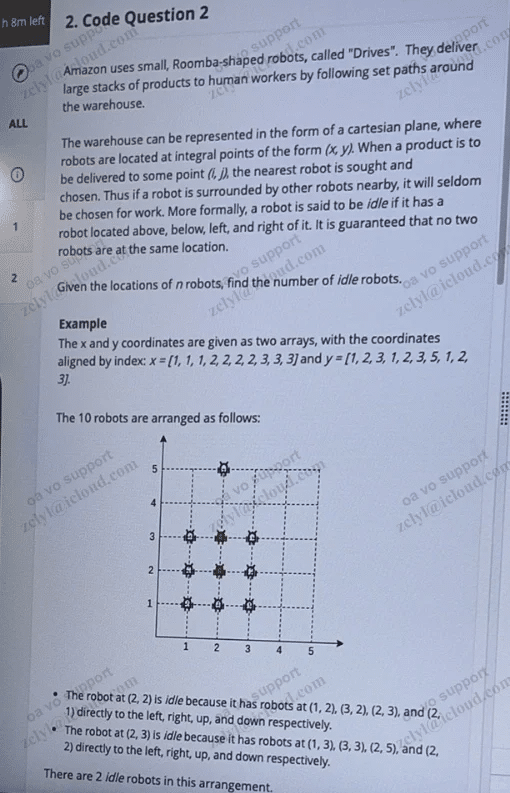 h 8m left
2. Code Question 2
Amazon uses small, Roomba-shaped robots, called "Drives". They deliver
large stacks of products to human workers by following set paths around
the warehouse.
ALL
The warehouse can be represented in the form of a cartesian plane, where
robots are located at integral points of the form (x, y). When a product is to
be delivered to some point (i, j), the nearest robot is sought and
chosen. Thus if a robot is surrounded by other robots nearby, it will seldom
be chosen for work. More formally, a robot is said to be idle if it has a
robot located above, below, left, and right of it. It is guaranteed that no two
robots are at the same location.
1
2
Given the locations of n robots, find the number of idle robots.
Example
The x and y coordinates are given as two arrays, with the coordinates
aligned by index: x = [1, 1, 1, 2, 2, 2, 2, 3, 3, 3] and y = [1, 2, 3, 1, 2, 3, 5, 1, 2,
3].
The 10 robots are arranged as follows:
5
4
3
2
1
1 2 3 4 5
• The robot at (2, 2) is idle because it has robots at (1, 2), (3, 2), (2, 3), and (2,
1) directly to the left, right, up, and down respectively.
• The robot at (2, 3) is idle because it has robots at (1, 3), (3, 3), (2, 5), and (2,
2) directly to the left, right, up, and down respectively.
There are 2 idle robots in this arrangement.
oa vo support
zclyl@icloud.com